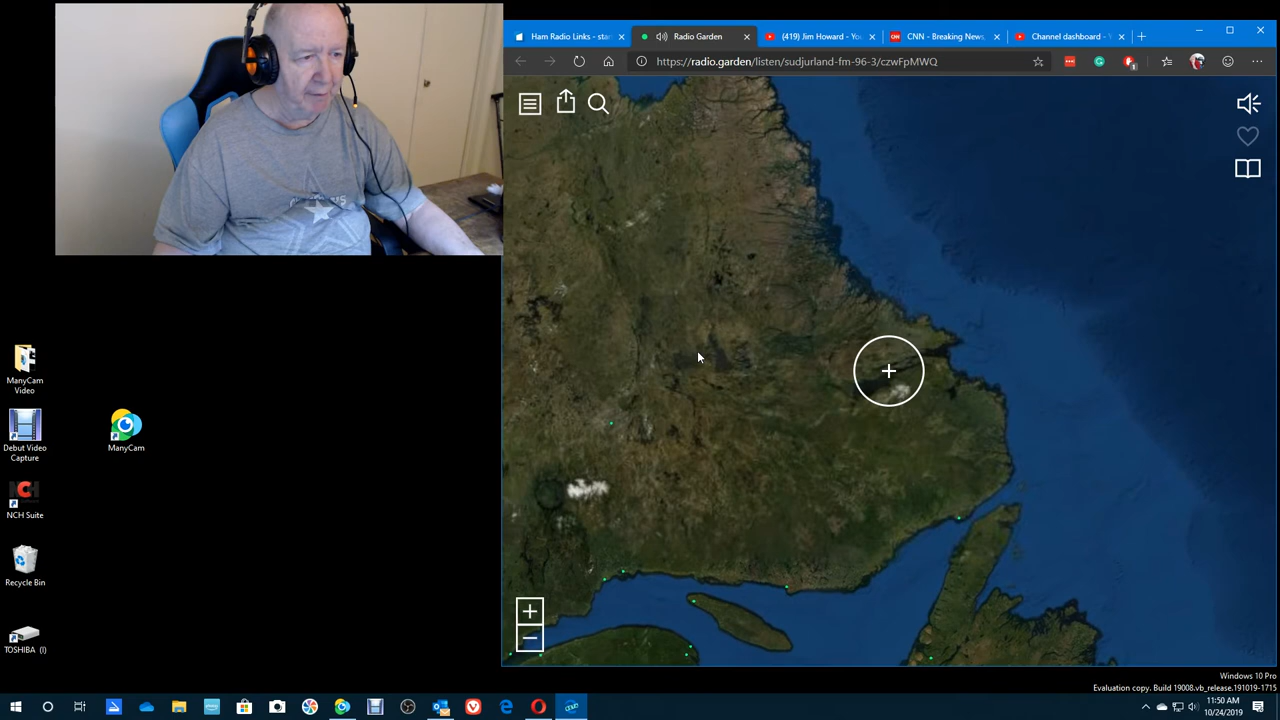 Ham Radio Links - star
Radio Garden
(419) Jim Howard - You
CNN - Breaking News,
Channel dashboard - Y
https://radio.garden/listen/sudjurland-fm-96-3/czwFpMWQ
1
ManyCam
Video
Debut Video
Capture
ManyCam
NCH
NCH Suite
Recycle Bin
TOSHIBA (I)
Windows 10 Pro
Evaluation copy. Build 19008.vb_release.191019-1715
11:50 AM
10/24/2019